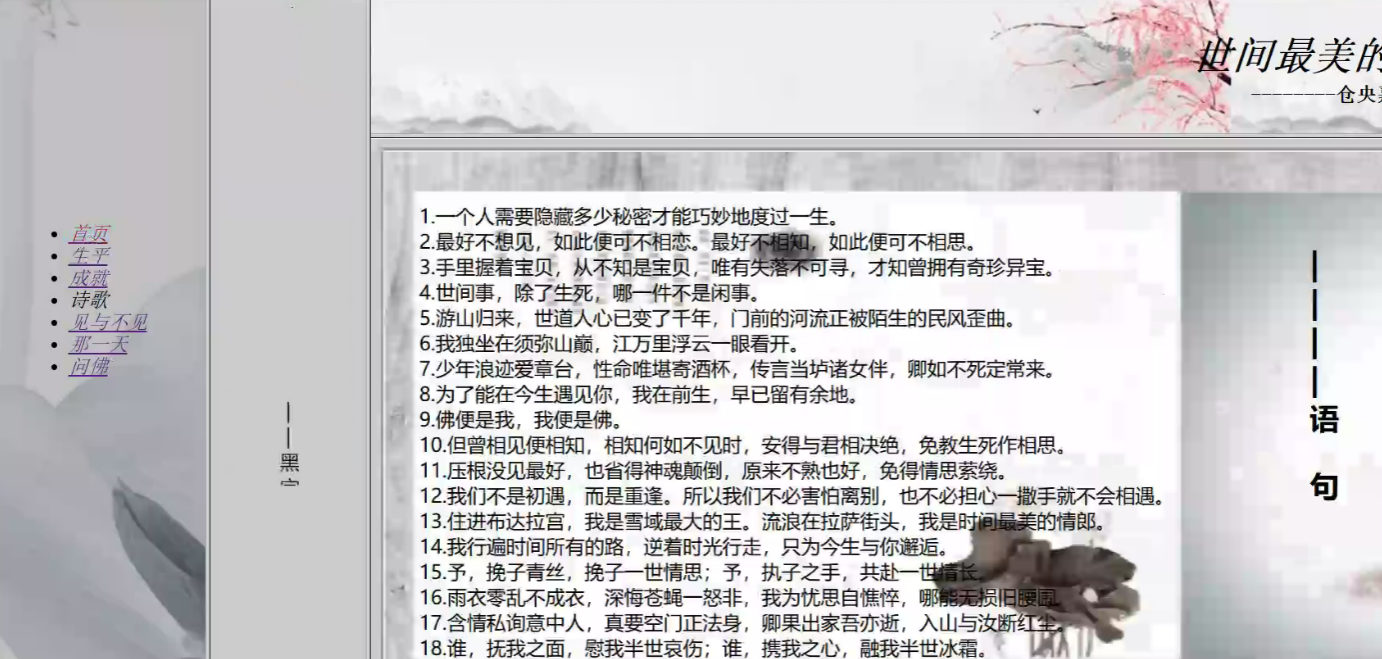 世间最美的
--------仓央
首页
生平
成就
诗歌
见与不见
那一天
问佛
——黑
1.一个人需要隐藏多少秘密才能巧妙地度过一生。
2.最好不想见，如此便可不相恋。最好不相知，如此便可不相思。
3.手里握着宝贝，从不知是宝贝，唯有失落不可寻，才知曾拥有奇珍异宝。
4.世间事，除了生死，哪一件不是闲事。
5.游山归来，世道人心已变了千年，门前的河流正被陌生的民风歪曲。
6.我独坐在须弥山巅，江万里浮云一眼看开。
7.少年浪迹爱章台，性命唯堪寄酒杯，传言当垆诸女伴，卿如不死定常来。
8.为了能在今生遇见你，我在前生，早已留有余地。
9.佛便是我，我便是佛。
10.但曾相见便相知，相知何如不见时，安得与君相决绝，免教生死作相思。
11.压根没见最好，也省得神魂颠倒，原来不熟也好，免得情思萦绕。
12.我们不是初遇，而是重逢。所以我们不必害怕离别，也不必担心一撒手就不会相遇。
13.住进布达拉宫，我是雪域最大的王。流浪在拉萨街头，我是时间最美的情郎。
14.我行遍时间所有的路，逆着时光行走，只为今生与你邂逅。
15.予，挽子青丝，挽子一世情思；予，执子之手，共赴一世情长。
16.雨衣零乱不成衣，深悔苍蝇一怒非，我为忧思自憔悴，哪能无损旧腰围。
17.含情私询意中人，真要空门正法身，卿果出家吾亦逝，入山与汝断红尘。
18.谁，抚我之面，慰我半世哀伤；谁，携我之心，融我半世冰霜。
————语句